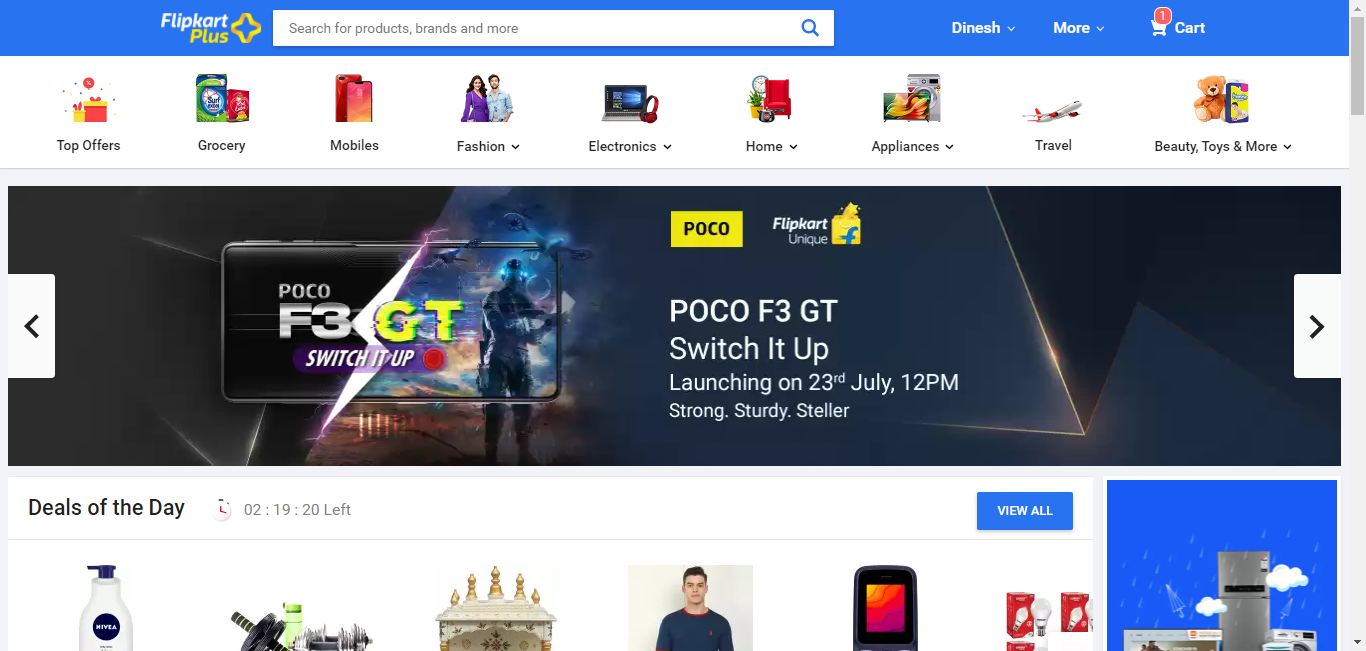 Flipkart
Plus
Search for products, brands and more
Dinesh
More
1
Cart
Top Offers
Grocery
Mobiles
Fashion
Electronics
Home
Appliances
Travel
Beauty, Toys & More
POCO
Flipkart
Unique
POCO
F3 GT
SWITCH IT UP
POCO F3 GT
Switch It Up
Launching on 23rd July, 12PM
Strong. Sturdy. Steller
Deals of the Day
02 : 19 : 20 Left
VIEW ALL
NIVEA